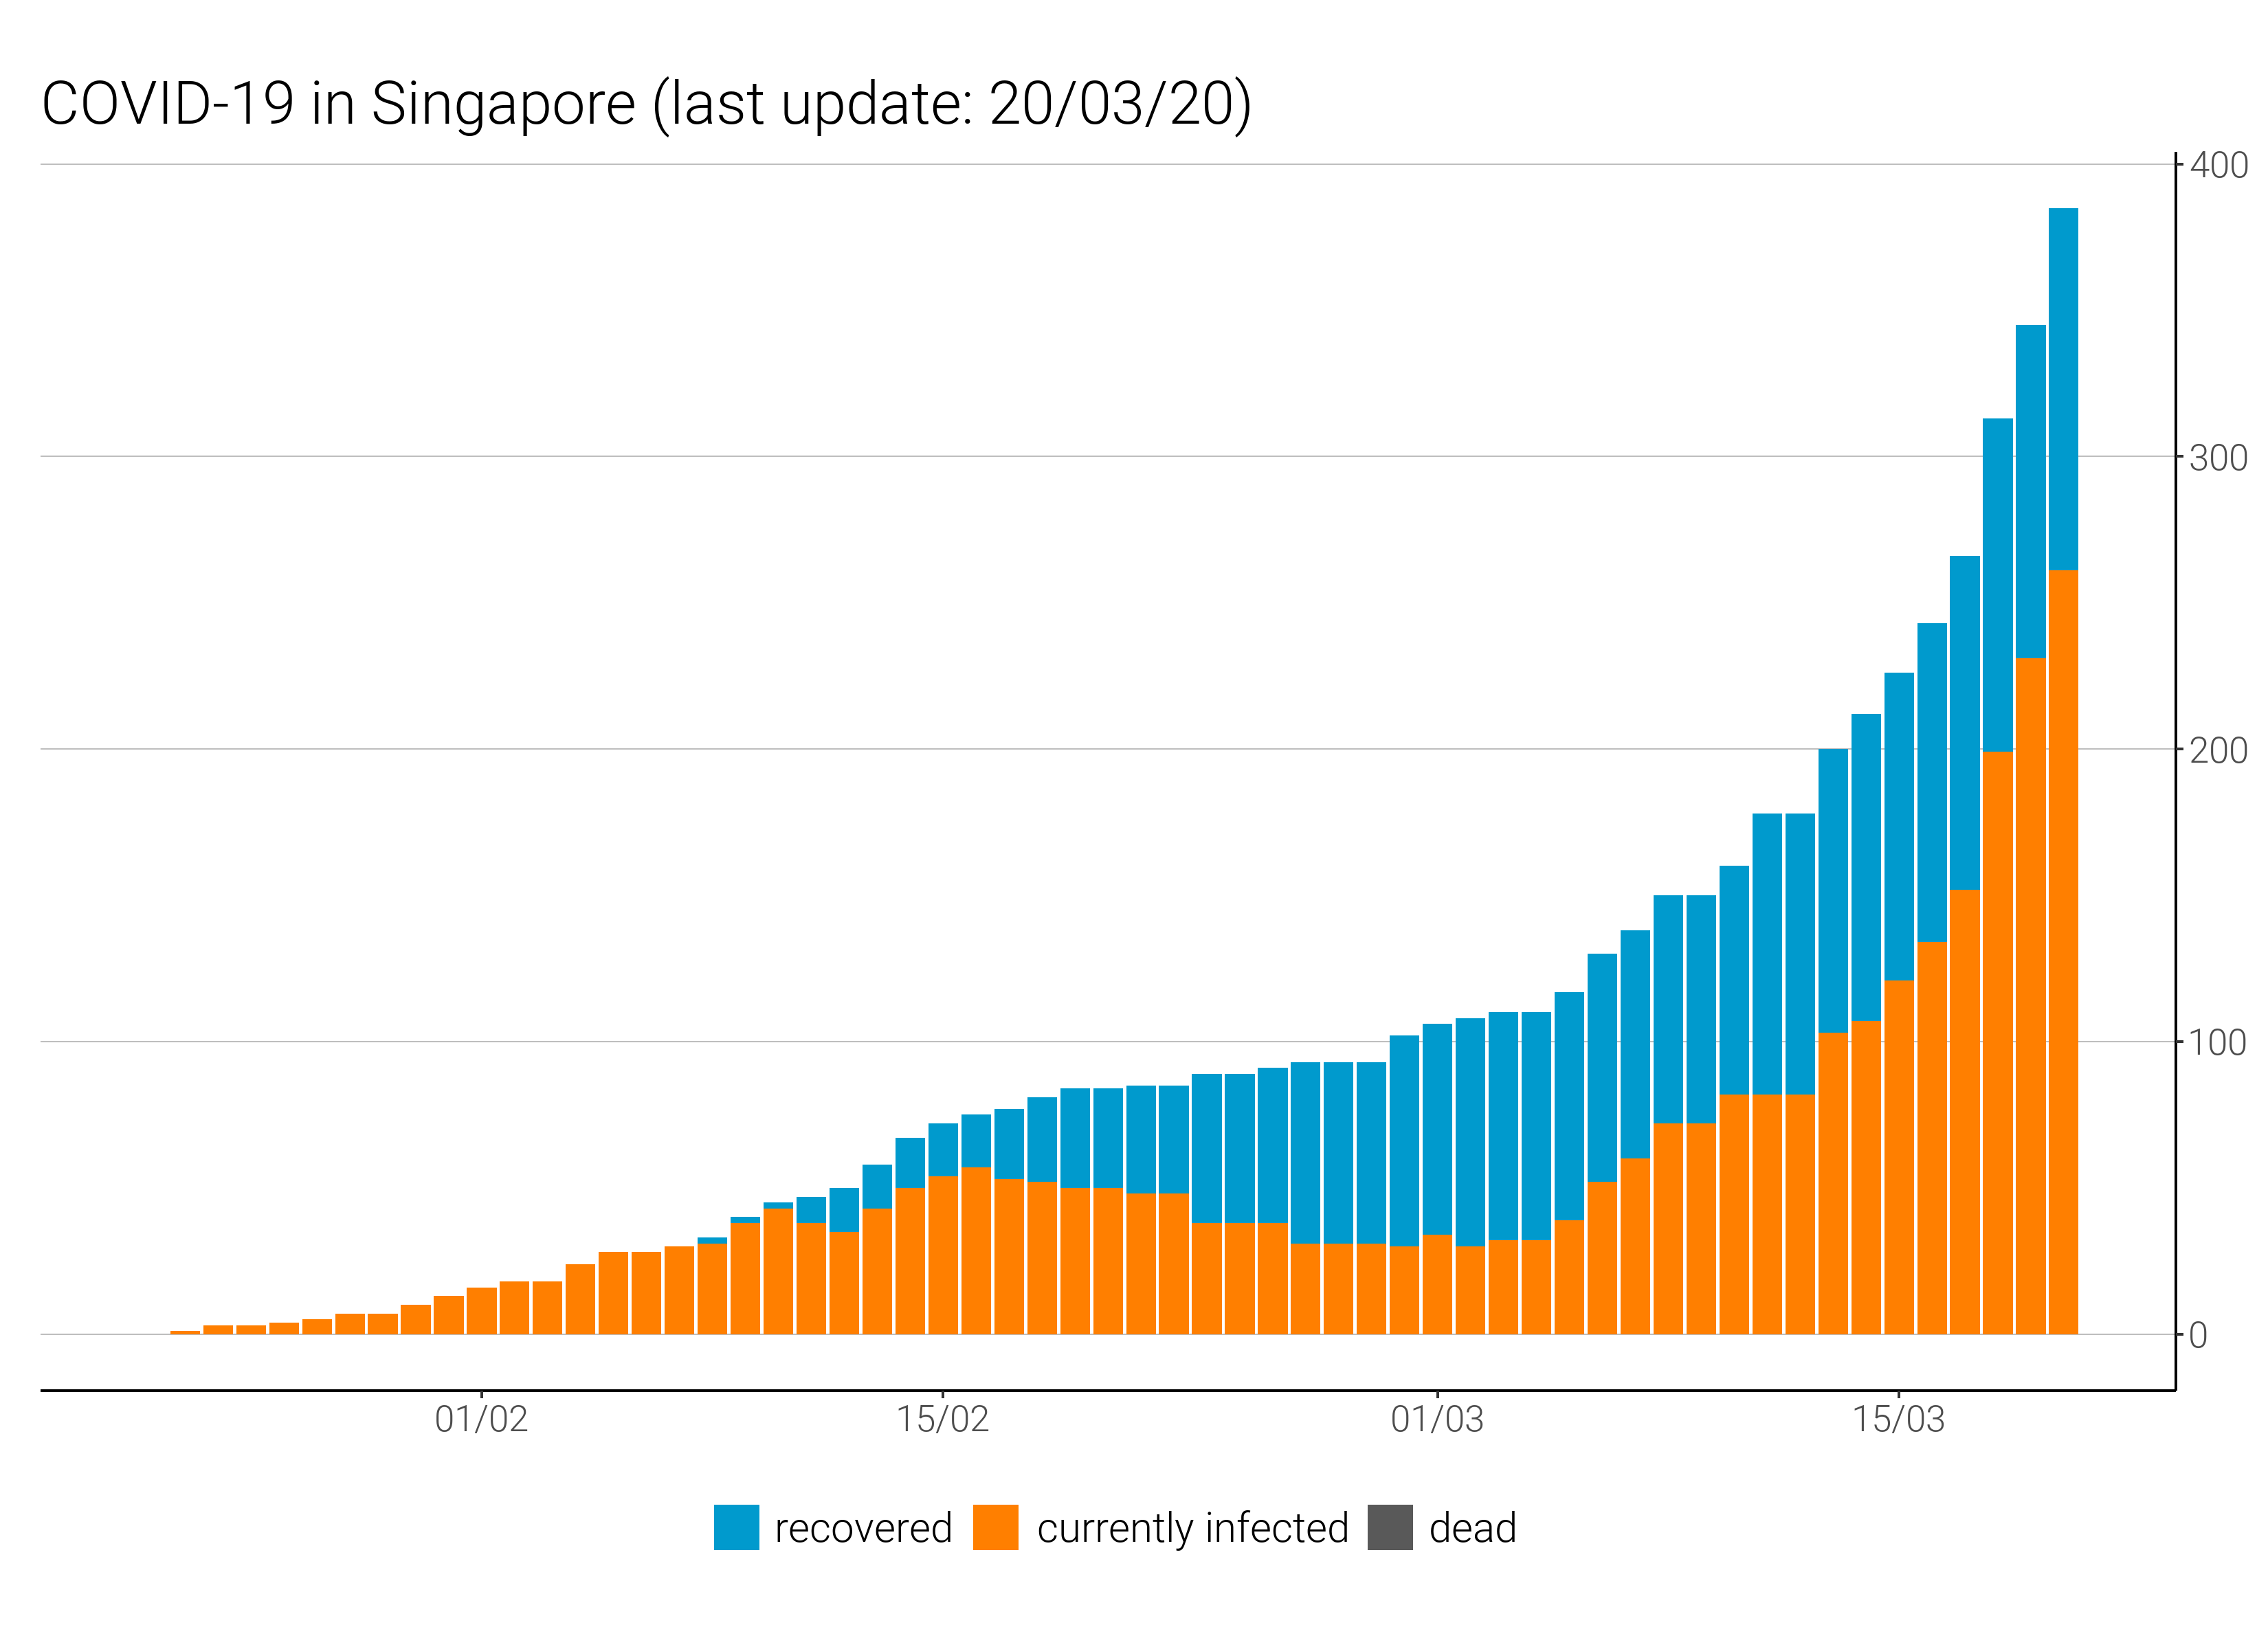 COVID-19 in Singapore (last update: 20/03/20)
400
300
200
100
0
01/02 15/02 01/03 15/03
recovered currently infected dead